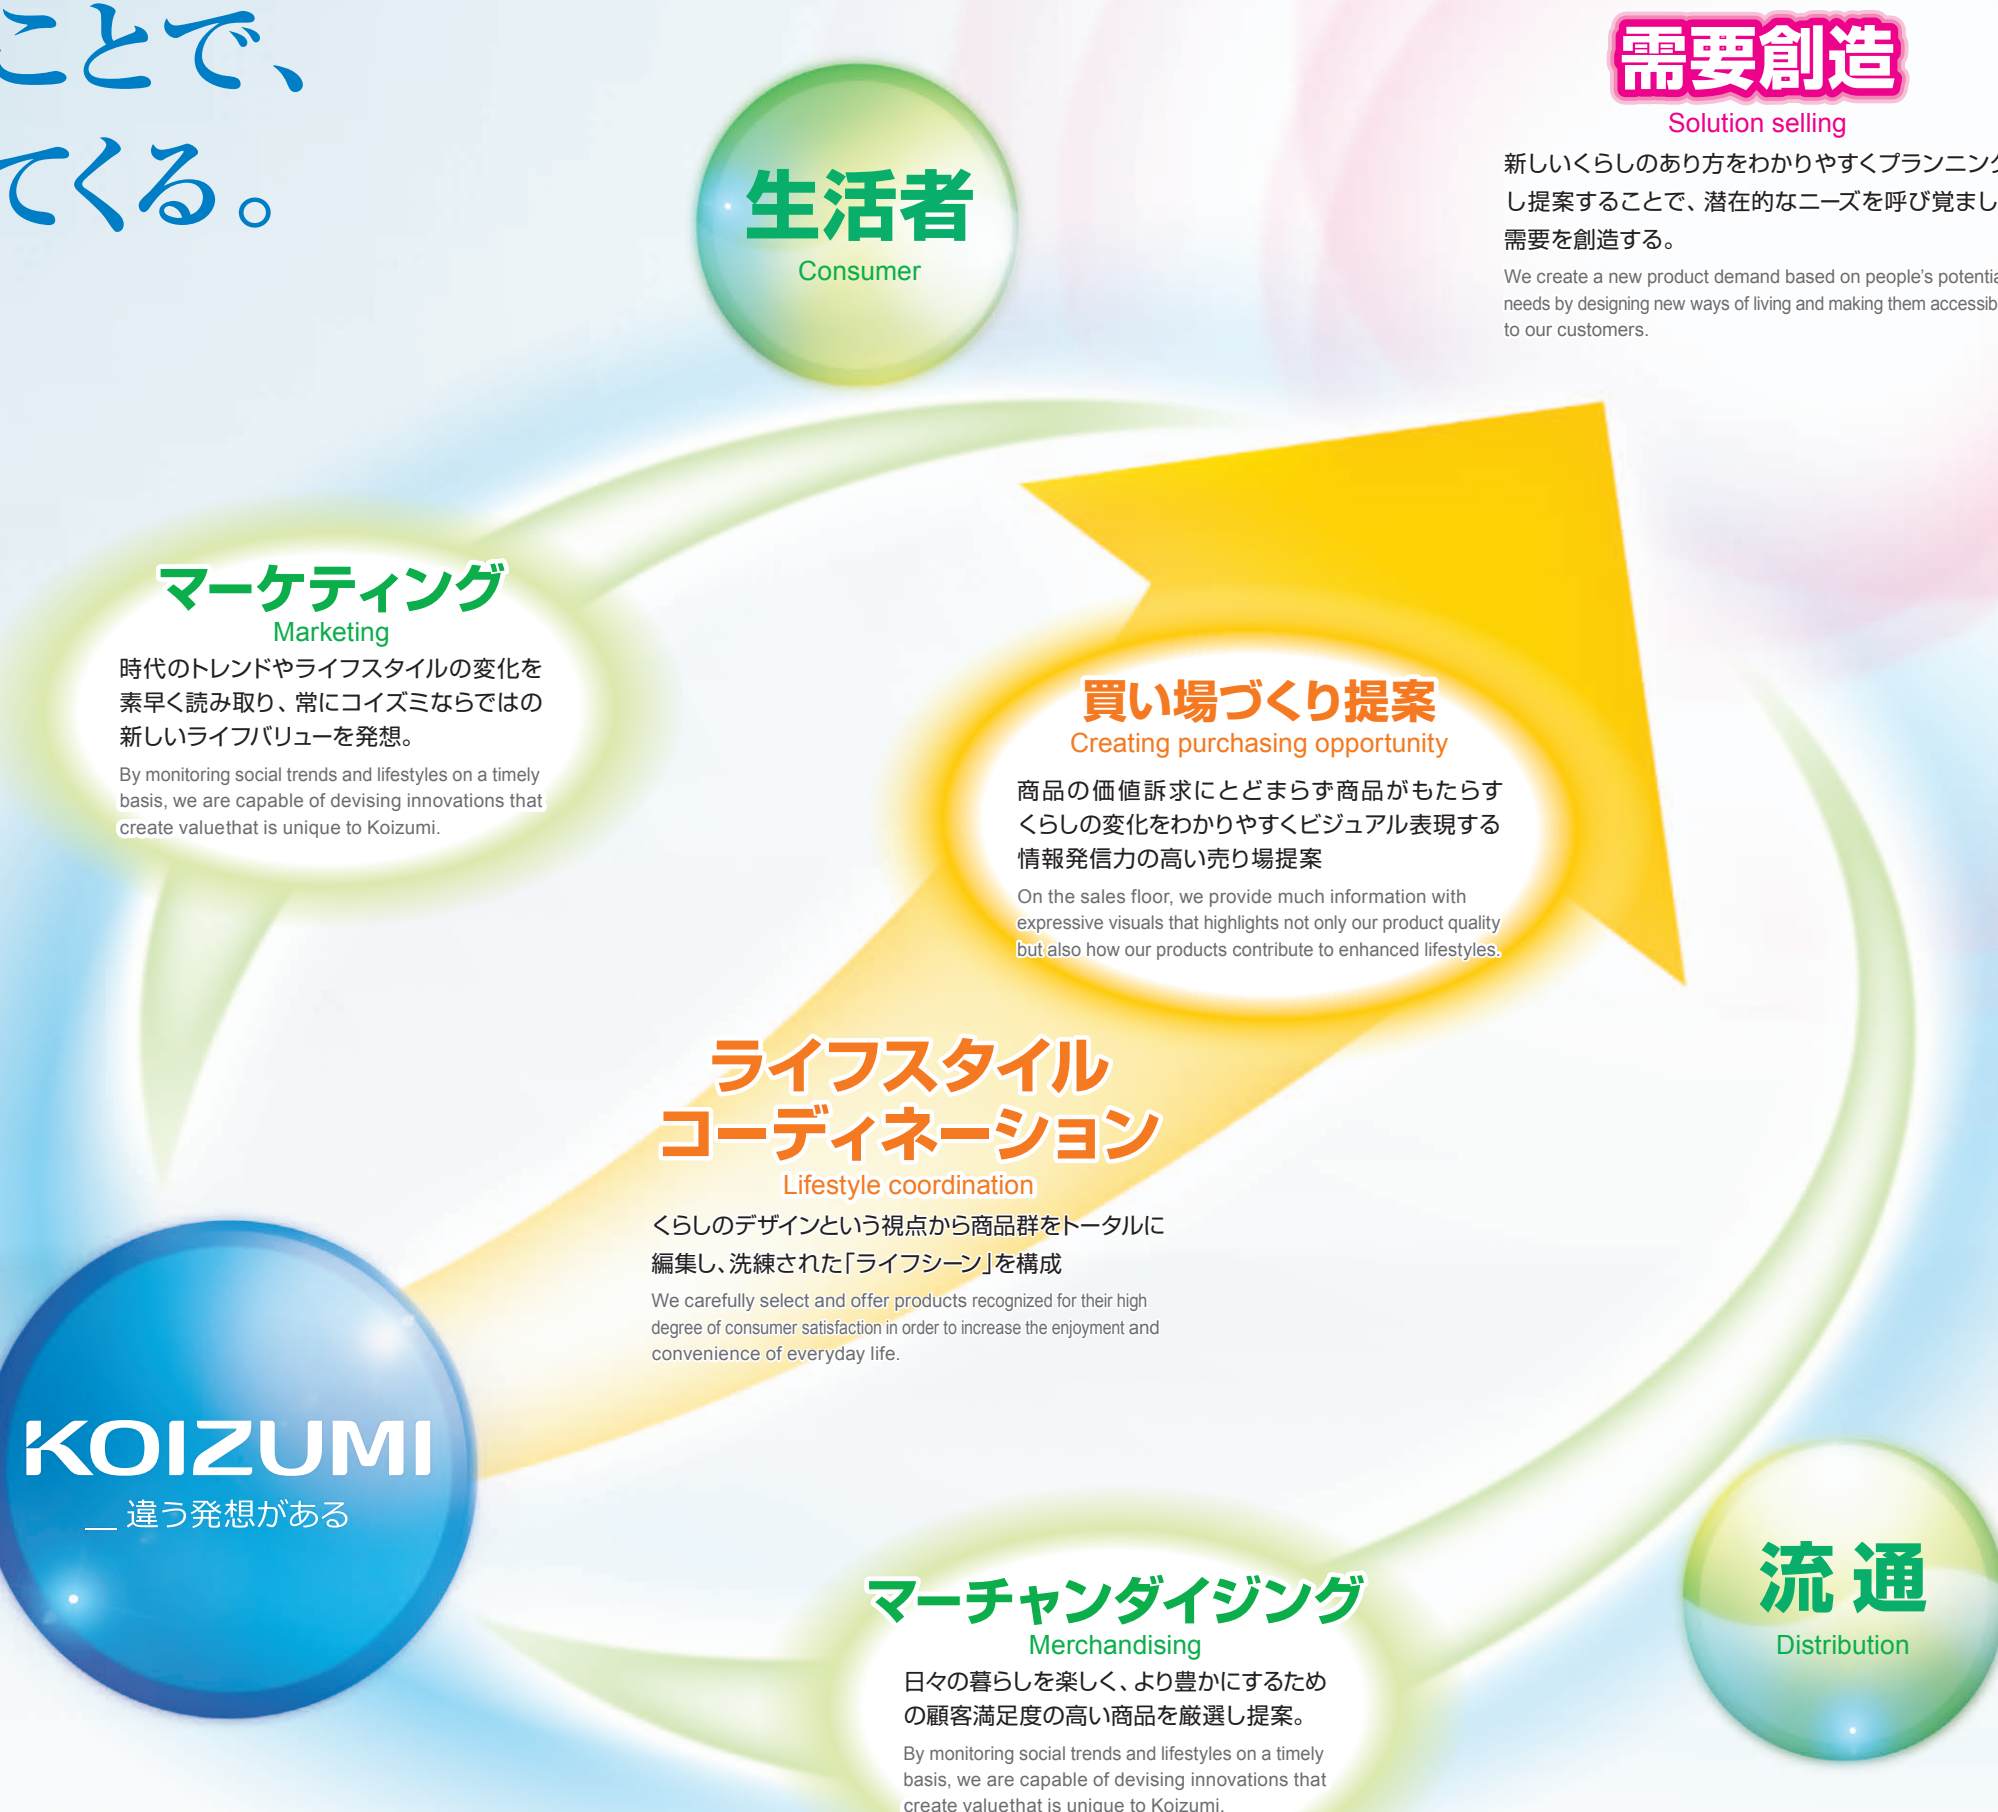 ことで、
てくる。
生活者
Consumer
需要創造
Solution selling
新しいくらしのあり方をわかりやすくプランニング
し提案することで、潜在的なニーズを呼び覚まし
需要を創造する。
We create a new product demand based on people's potentia
needs by designing new ways of living and making them accessib
to our customers.
マーケティング
Marketing
時代のトレンドやライフスタイルの変化を
素早く読み取り、常にコイズミならではの
新しいライフバリューを発想。
By monitoring social trends and lifestyles on a timely
basis, we are capable of devising innovations that
create valuethat is unique to Koizumi.
買い場づくり提案
Creating purchasing opportunity
商品の価値訴求にとどまらず商品がもたらす
くらしの変化をわかりやすくビジュアル表現する
情報発信力の高い売り場提案
On the sales floor, we provide much information with
expressive visuals that highlights not only our product quality
but also how our products contribute to enhanced lifestyles.
ライフスタイル
コーディネーション
Lifestyle coordination
くらしのデザインという視点から商品群をトータルに
編集し、洗練された「ライフシーン」を構成
We carefully select and offer products recognized for their high
degree of consumer satisfaction in order to increase the enjoyment and
convenience of everyday life.
KOIZUMI
＿違う発想がある
マーチャンダイジング
Merchandising
日々の暮らしを楽しく、より豊かにするため
の顧客満足度の高い商品を厳選し提案。
By monitoring social trends and lifestyles on a timely
basis, we are capable of devising innovations that
create valuethat is unique to Koizumi.
流通
Distribution